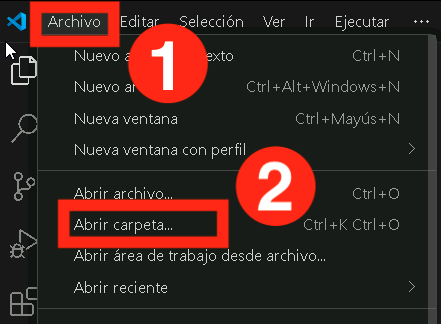 Archivo Editar Selección Ver Ir Ejecutar ...
1
Nuevo a exto Ctrl+N
Nuevo ar Ctrl+Alt+Windows+N
Nueva ventana Ctrl+Mayús+N
Nueva ventana con perfil
2
Abrir archivo... Ctrl+O
Abrir carpeta... Ctrl+K Ctrl+O
Abrir área de trabajo desde archivo...
Abrir reciente